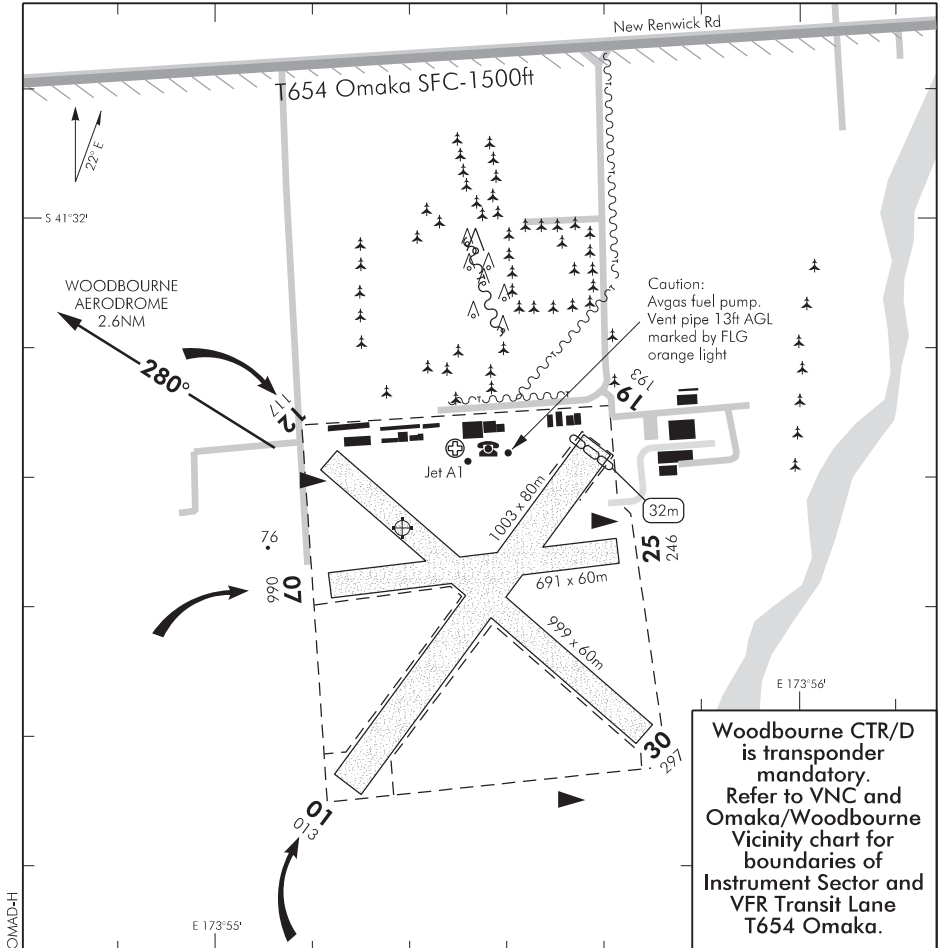 New Renwick Rd
T654 Omaka SFC-1500ft
22° E
S 41°32'
WOODBOURNE
AERODROME
2.6NM
280°
Caution:
Avgas fuel pump.
Vent pipe 13ft AGL
marked by FLG
orange light
12
117
19
193
Jet A1
1003 x 80m
32m
76
07
066
25
246
691 x 60m
999 x 60m
E 173°56'
30
297
01
013
Woodbourne CTR/D
is transponder
mandatory.
Refer to VNC and
Omaka/Woodbourne
Vicinity chart for
boundaries of
Instrument Sector and
VFR Transit Lane
T654 Omaka.
E 173°55'
OMAD-H